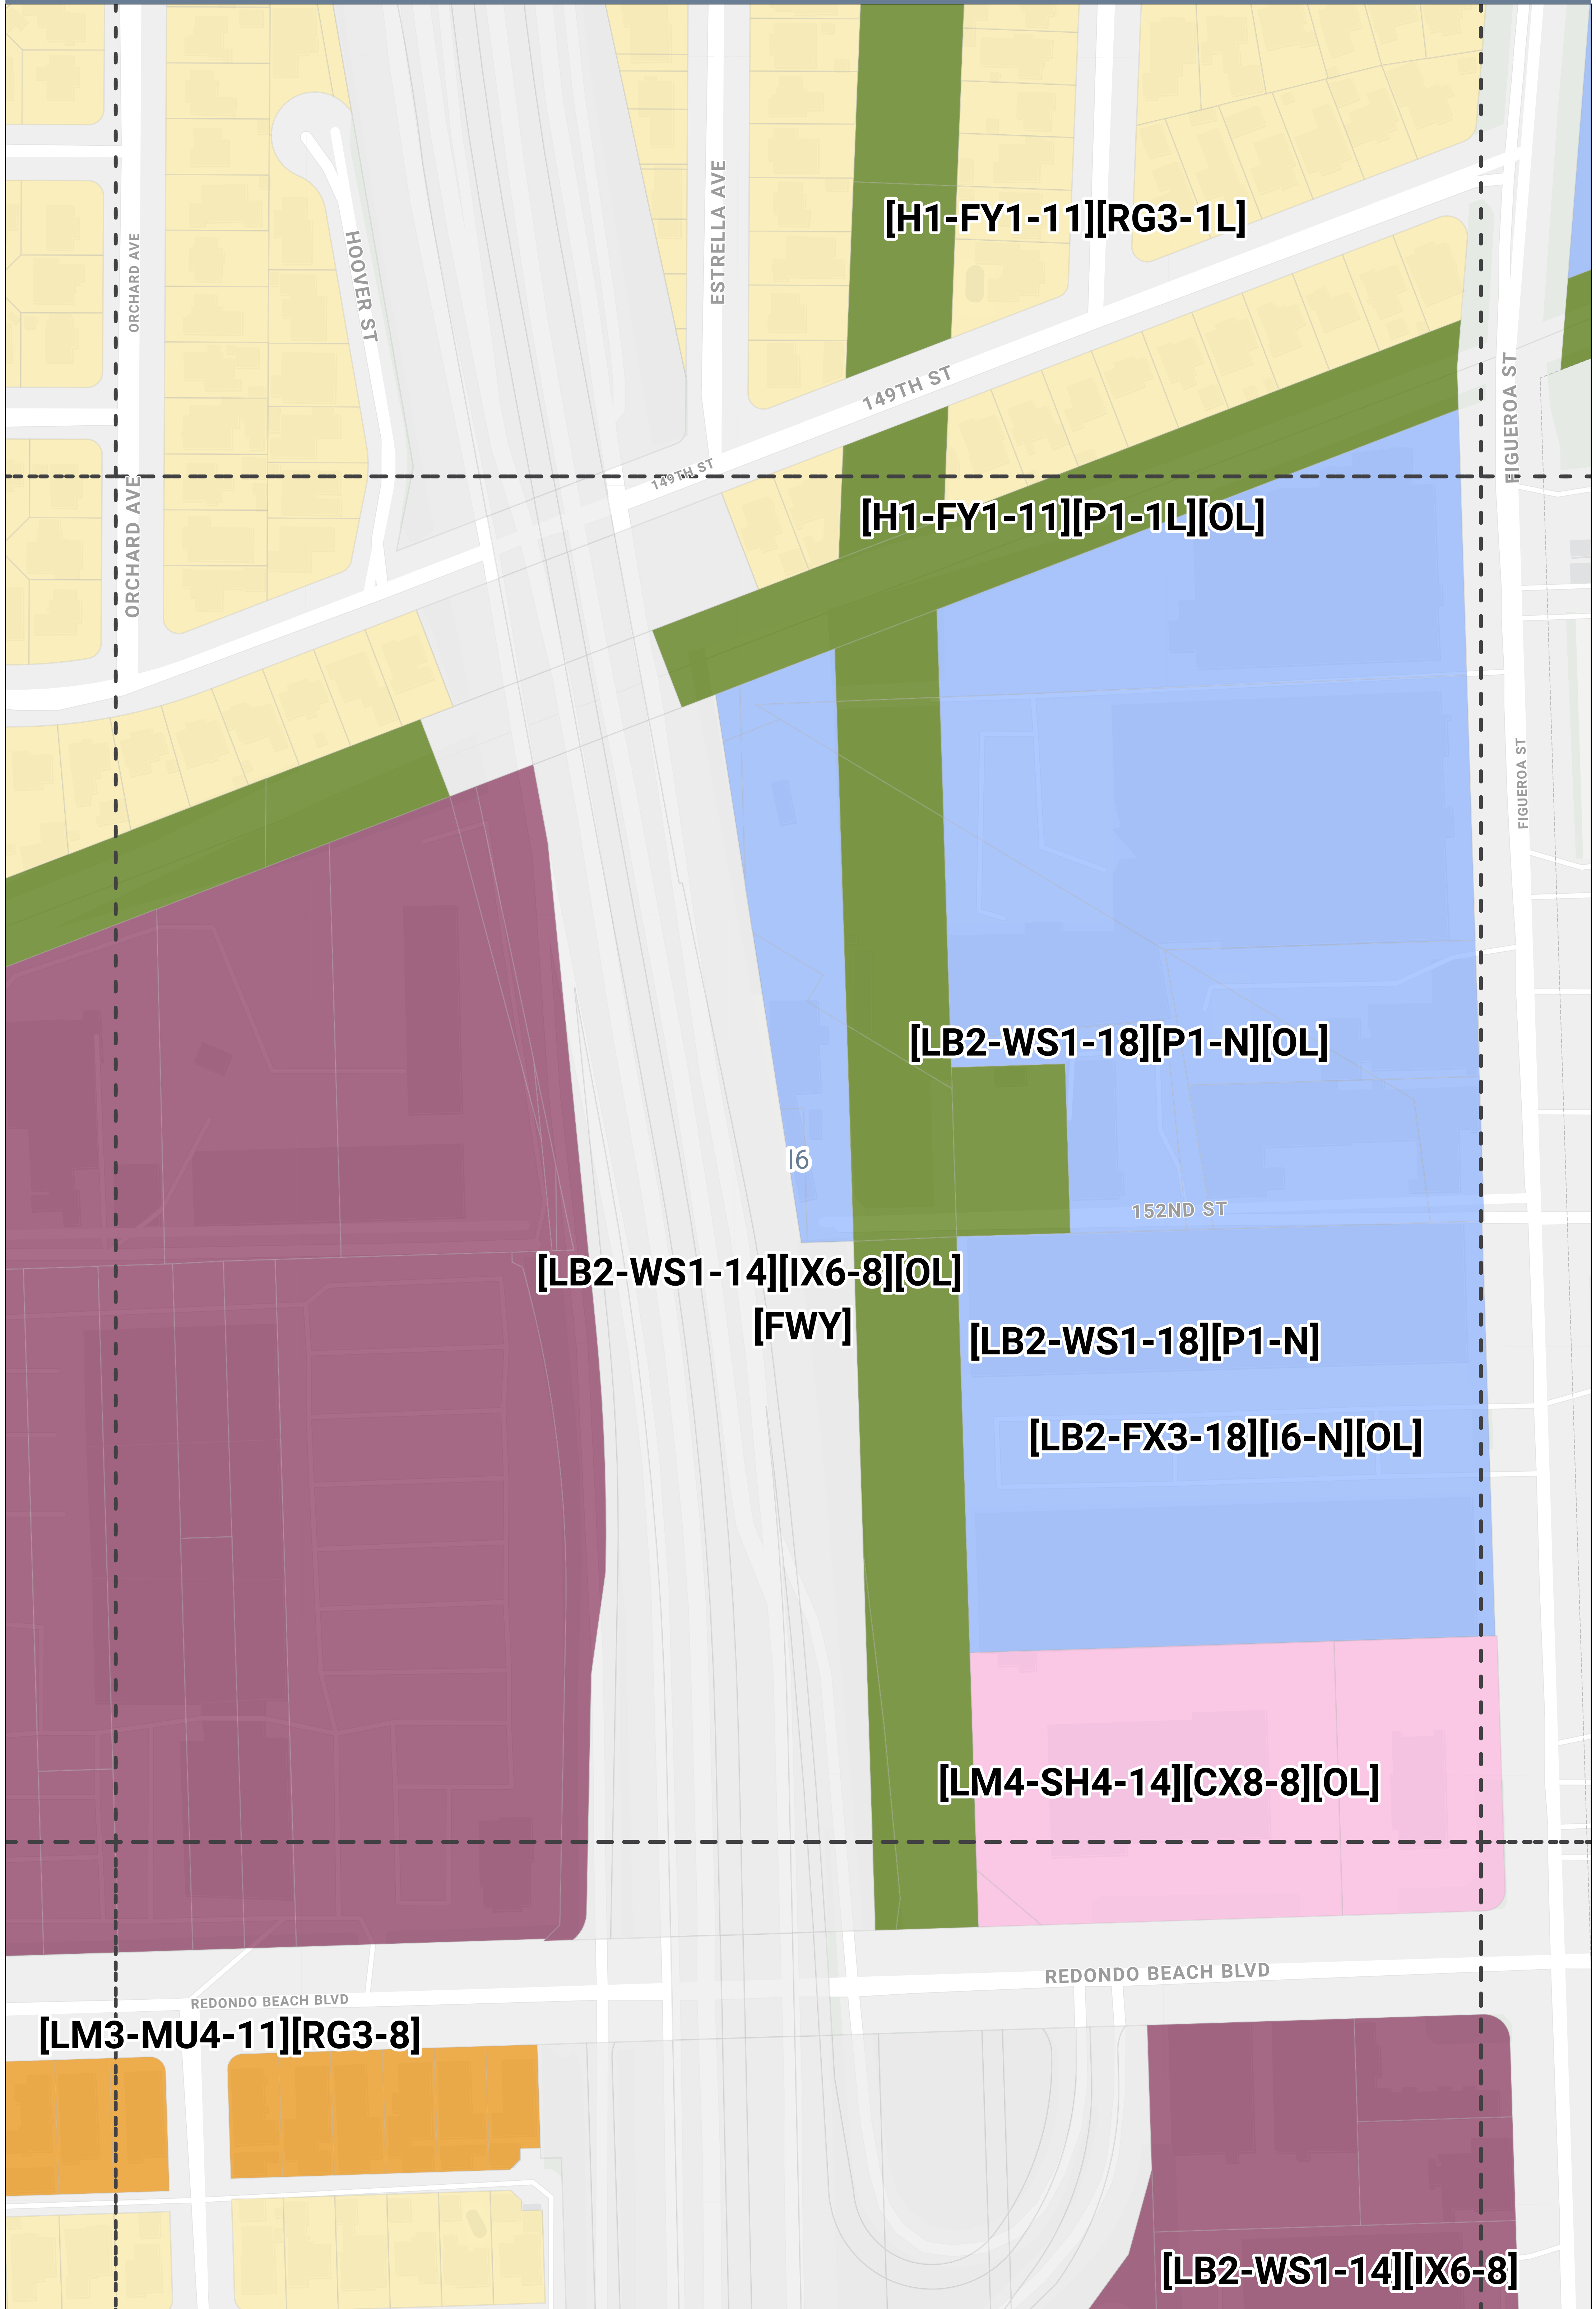 ESTRELLA AVE
[H1-FY1-11][RG3-1L]
ORCHARD AVE
HOOVER ST
149TH ST
FIGUEROA ST
149TH ST
ORCHARD AVE
[H1-FY1-11][P1-1L][OL]
FIGUEROA ST
[LB2-WS1-18][P1-N][OL]
I6
152ND ST
[LB2-WS1-14][IX6-8][OL]
[FWY]
[LB2-WS1-18][P1-N]
[LB2-FX3-18][I6-N][OL]
[LM4-SH4-14][CX8-8][OL]
REDONDO BEACH BLVD
REDONDO BEACH BLVD
[LM3-MU4-11][RG3-8]
[LB2-WS1-14][IX6-8]